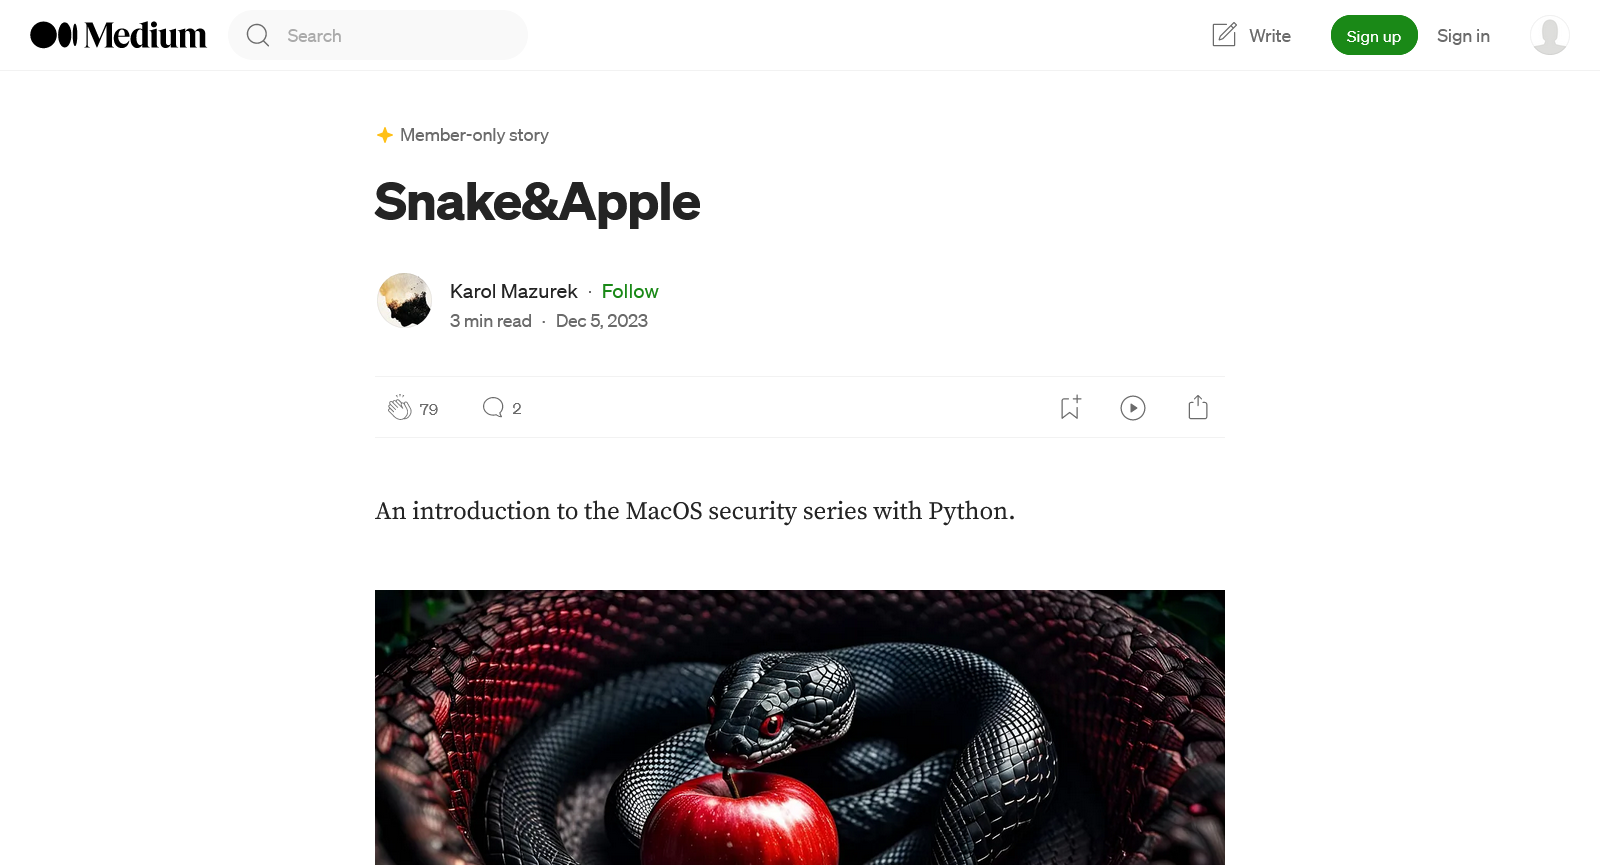 Medium
Search
Write
Sign up
Sign in
Member-only story
Snake&Apple
Karol Mazurek · Follow
3 min read · Dec 5, 2023
79
2
An introduction to the MacOS security series with Python.